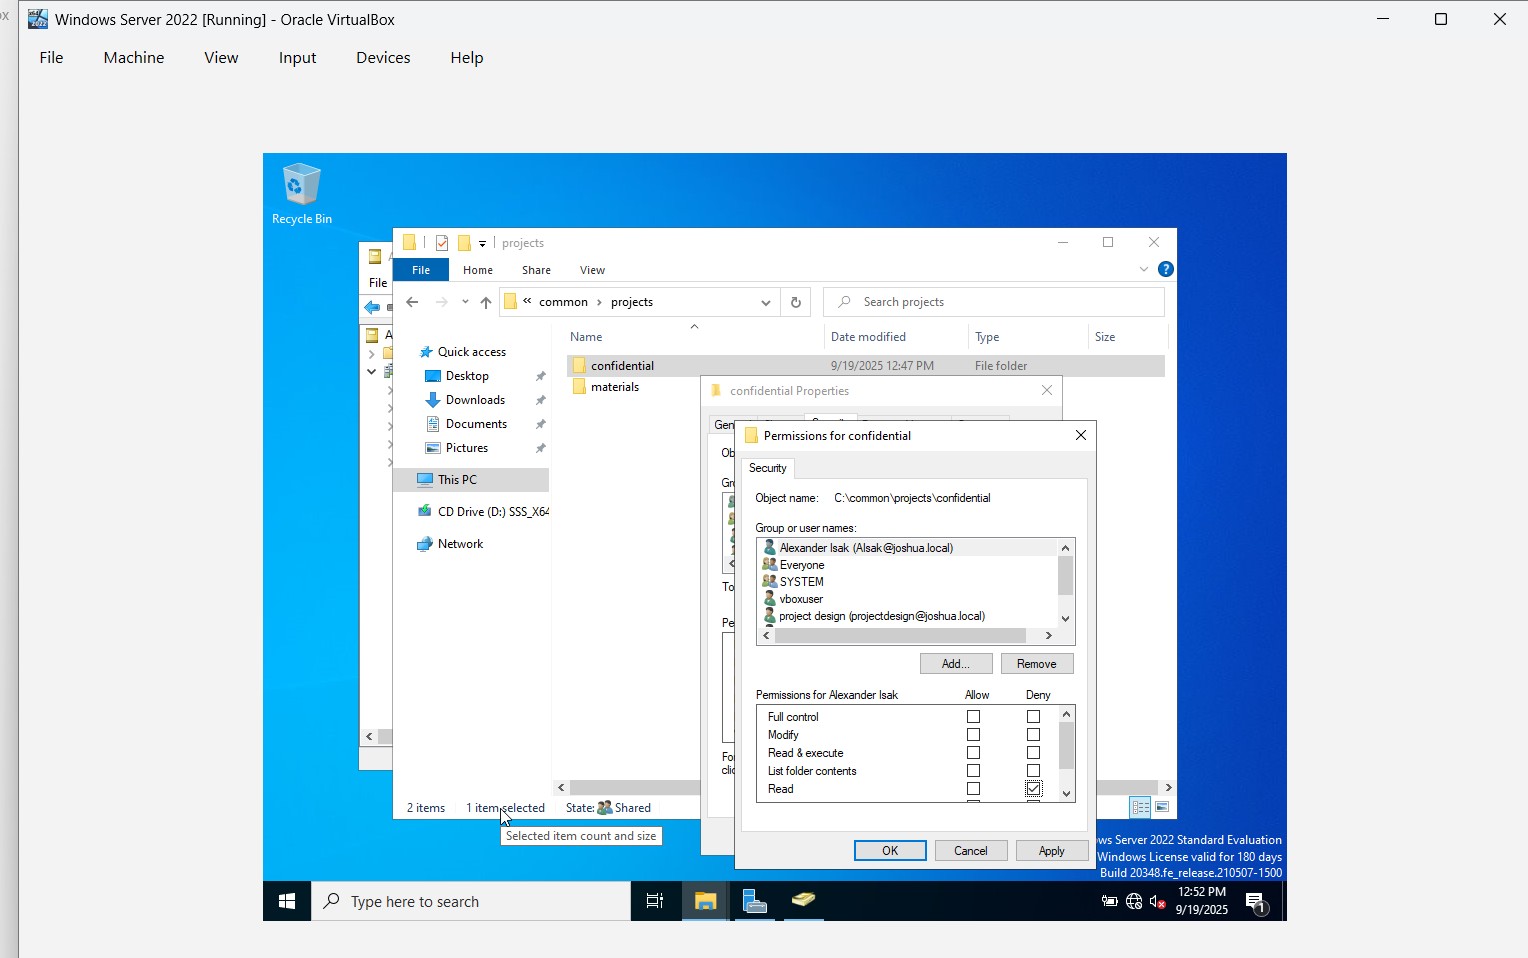 Windows Server 2022 [Running] - Oracle VirtualBox
File Machine View Input Devices Help
Recycle Bin
projects
File
File Home Share View
common › projects
Search projects
Name Date modified Type Size
Quick access
Desktop
Downloads
Documents
Pictures
This PC
CD Drive (D:) SSS_X64
Network
confidential 9/19/2025 12:47 PM File folder
materials
confidential Properties
Gen
Permissions for confidential
Security
Object name: C:\common\projects\confidential
Group or user names:
Alexander Isak (AIsak@joshua.local)
Everyone
SYSTEM
vboxuser
project design (projectdesign@joshua.local)
Add... Remove
Permissions for Alexander Isak Allow Deny
Full control
Modify
Read & execute
List folder contents
Read
OK Cancel Apply
2 items 1 item selected State: Shared
Selected item count and size
ws Server 2022 Standard Evaluation
Windows License valid for 180 days
Build 20348.fe_release.210507-1500
Type here to search
12:52 PM
9/19/2025
1